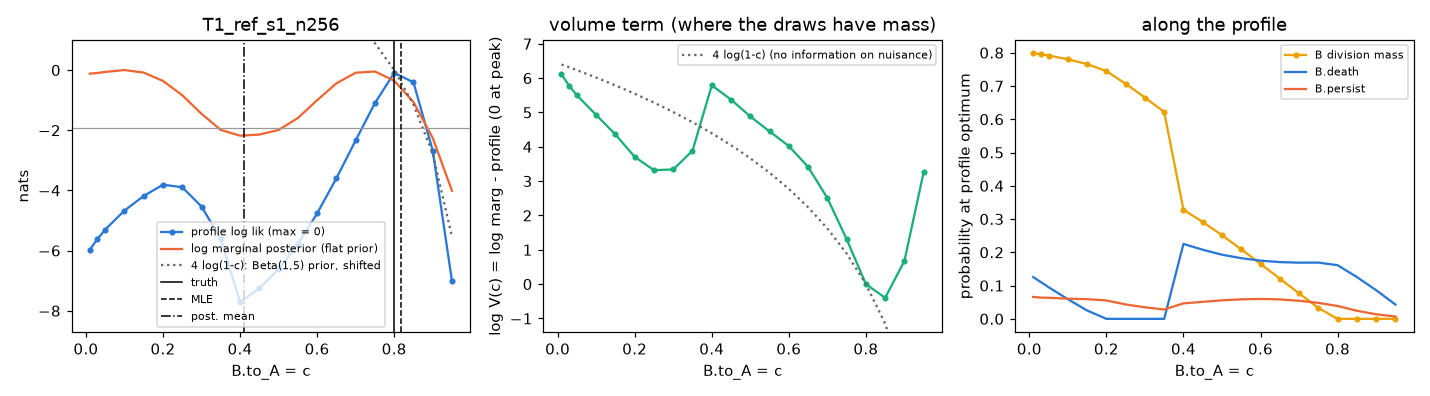 T1_ref_s1_n256
nats
0
−2
−4
−6
−8
profile log lik (max = 0)
log marginal posterior (flat prior)
4 log(1-c): Beta(1,5) prior, shifted
truth
MLE
post. mean
0.0 0.2 0.4 0.6 0.8
B.to_A = c
volume term (where the draws have mass)
log V(c) = log marg - profile (0 at peak)
7
6
5
4
3
2
1
0
−1
4 log(1-c) (no information on nuisance)
0.0 0.2 0.4 0.6 0.8
B.to_A = c
along the profile
probability at profile optimum
0.8
0.7
0.6
0.5
0.4
0.3
0.2
0.1
0.0
B division mass
B.death
B.persist
0.0 0.2 0.4 0.6 0.8
B.to_A = c